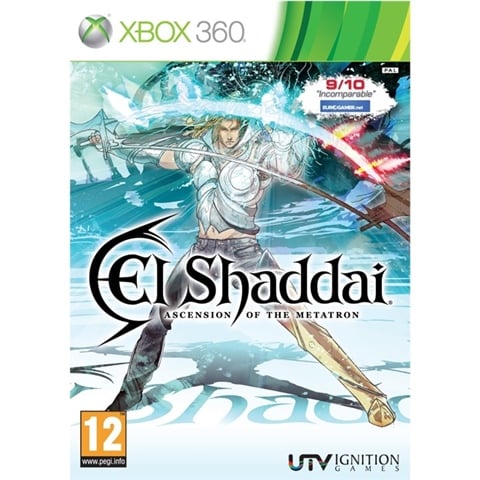 XBOX 360
PAL
9/10
"Incomparable"
EUROGAMER.net
El Shaddai®
ASCENSION OF THE METATRON
Shadd
12
www.pegi.info
UTV IGNITION
GAMES